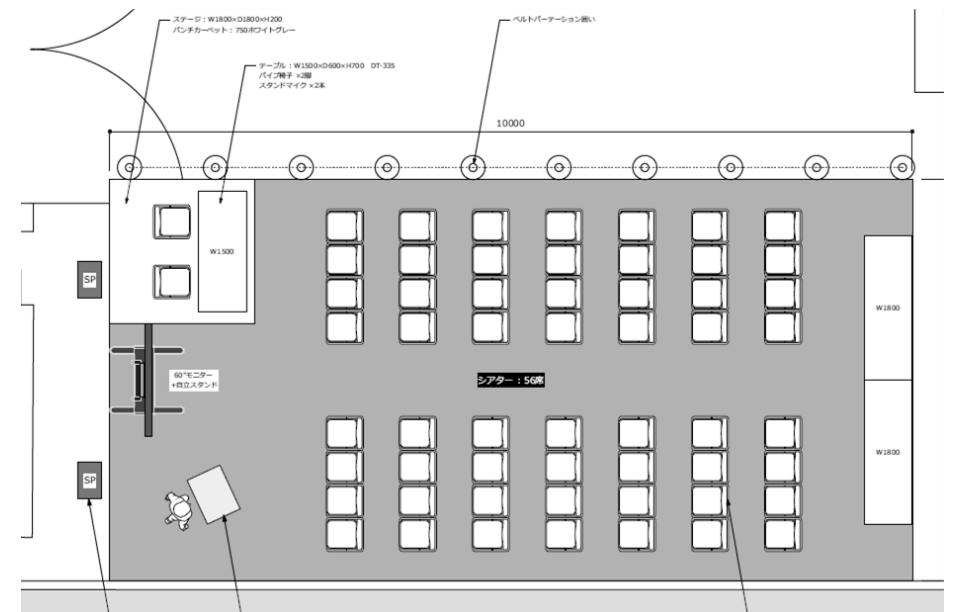 ステージ：W1800×D1800×H200
パンチカーペット：750ホワイトグレー
ベルトパーテーション囲い
テーブル：W1500×D600×H700 DT-335
パイプ椅子 ×2脚
スタンドマイク ×2本
10000
W1500
SP
W1800
60"モニター
+自立スタンド
シアター：56席
W1800
SP